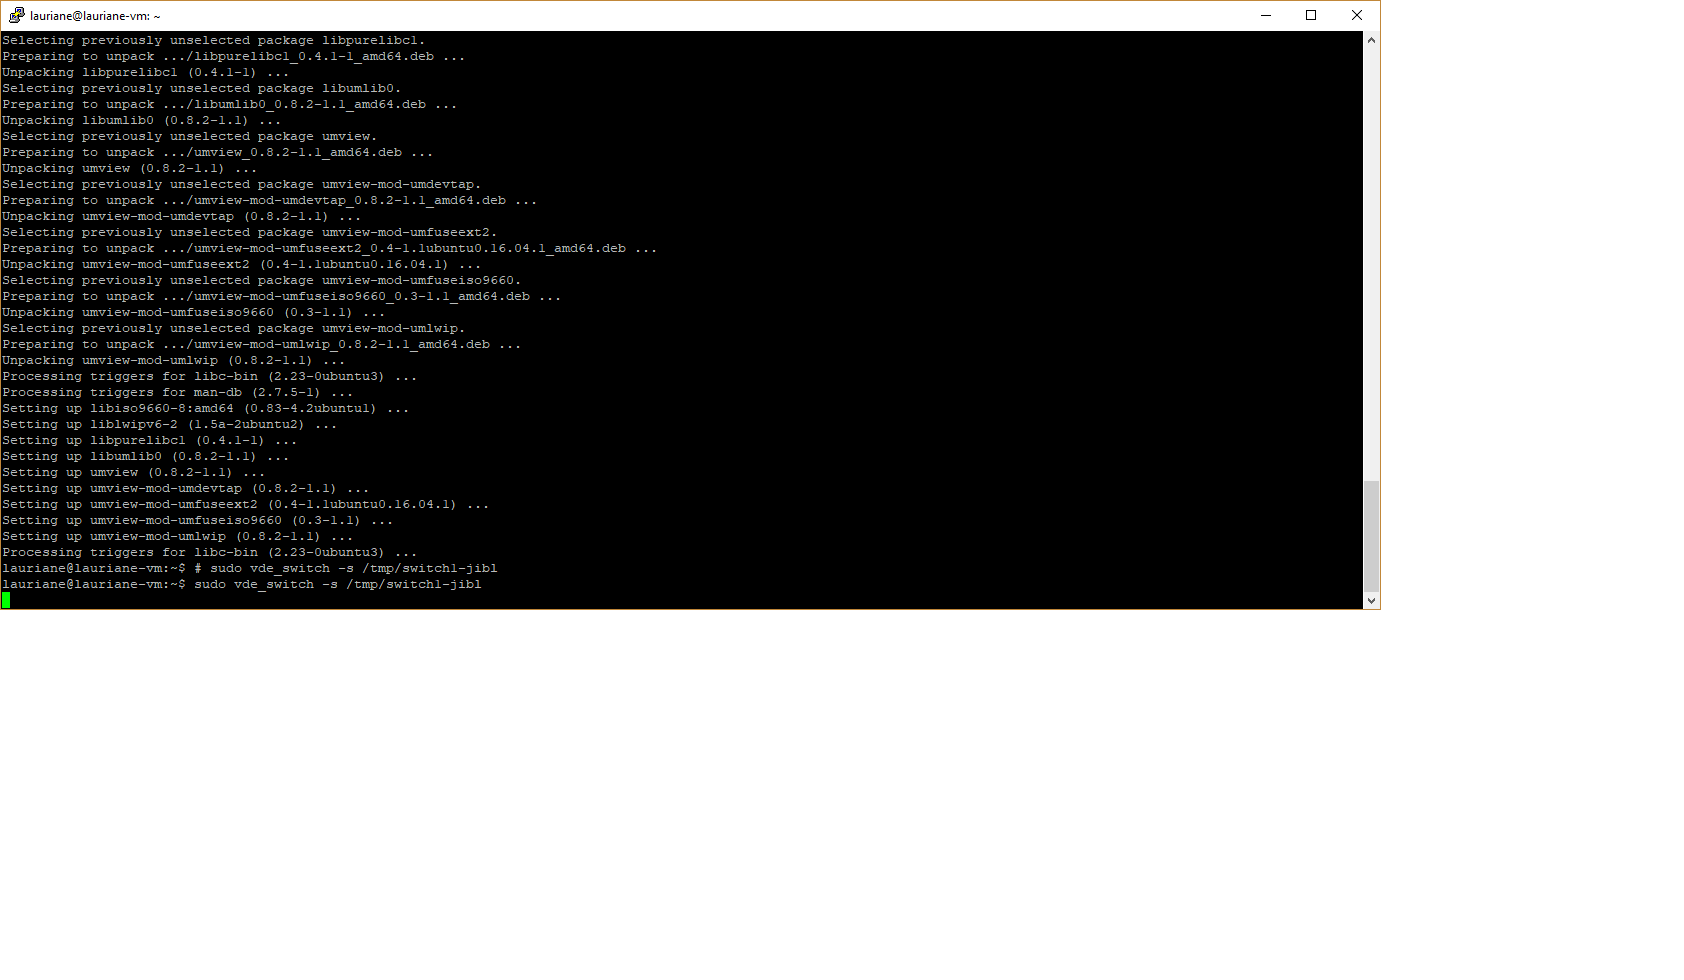 lauriane@lauriane-vm: ~
Selecting previously unselected package libpurelibc1.
Preparing to unpack .../libpurelibc1_0.4.1-1_amd64.deb ...
Unpacking libpurelibc1 (0.4.1-1) ...
Selecting previously unselected package libumlib0.
Preparing to unpack .../libumlib0_0.8.2-1.1_amd64.deb ...
Unpacking libumlib0 (0.8.2-1.1) ...
Selecting previously unselected package umview.
Preparing to unpack .../umview_0.8.2-1.1_amd64.deb ...
Unpacking umview (0.8.2-1.1) ...
Selecting previously unselected package umview-mod-umdevtap.
Preparing to unpack .../umview-mod-umdevtap_0.8.2-1.1_amd64.deb ...
Unpacking umview-mod-umdevtap (0.8.2-1.1) ...
Selecting previously unselected package umview-mod-umfuseext2.
Preparing to unpack .../umview-mod-umfuseext2_0.4-1.1ubuntu0.16.04.1_amd64.deb ...
Unpacking umview-mod-umfuseext2 (0.4-1.1ubuntu0.16.04.1) ...
Selecting previously unselected package umview-mod-umfuseiso9660.
Preparing to unpack .../umview-mod-umfuseiso9660_0.3-1.1_amd64.deb ...
Unpacking umview-mod-umfuseiso9660 (0.3-1.1) ...
Selecting previously unselected package umview-mod-umlwip.
Preparing to unpack .../umview-mod-umlwip_0.8.2-1.1_amd64.deb ...
Unpacking umview-mod-umlwip (0.8.2-1.1) ...
Processing triggers for libc-bin (2.23-0ubuntu3) ...
Processing triggers for man-db (2.7.5-1) ...
Setting up libiso9660-8:amd64 (0.83-4.2ubuntu1) ...
Setting up liblwipv6-2 (1.5a-2ubuntu2) ...
Setting up libpurelibc1 (0.4.1-1) ...
Setting up libumlib0 (0.8.2-1.1) ...
Setting up umview (0.8.2-1.1) ...
Setting up umview-mod-umdevtap (0.8.2-1.1) ...
Setting up umview-mod-umfuseext2 (0.4-1.1ubuntu0.16.04.1) ...
Setting up umview-mod-umfuseiso9660 (0.3-1.1) ...
Setting up umview-mod-umlwip (0.8.2-1.1) ...
Processing triggers for libc-bin (2.23-0ubuntu3) ...
lauriane@lauriane-vm:~$ # sudo vde_switch -s /tmp/switch1-jibl
lauriane@lauriane-vm:~$ sudo vde_switch -s /tmp/switch1-jibl